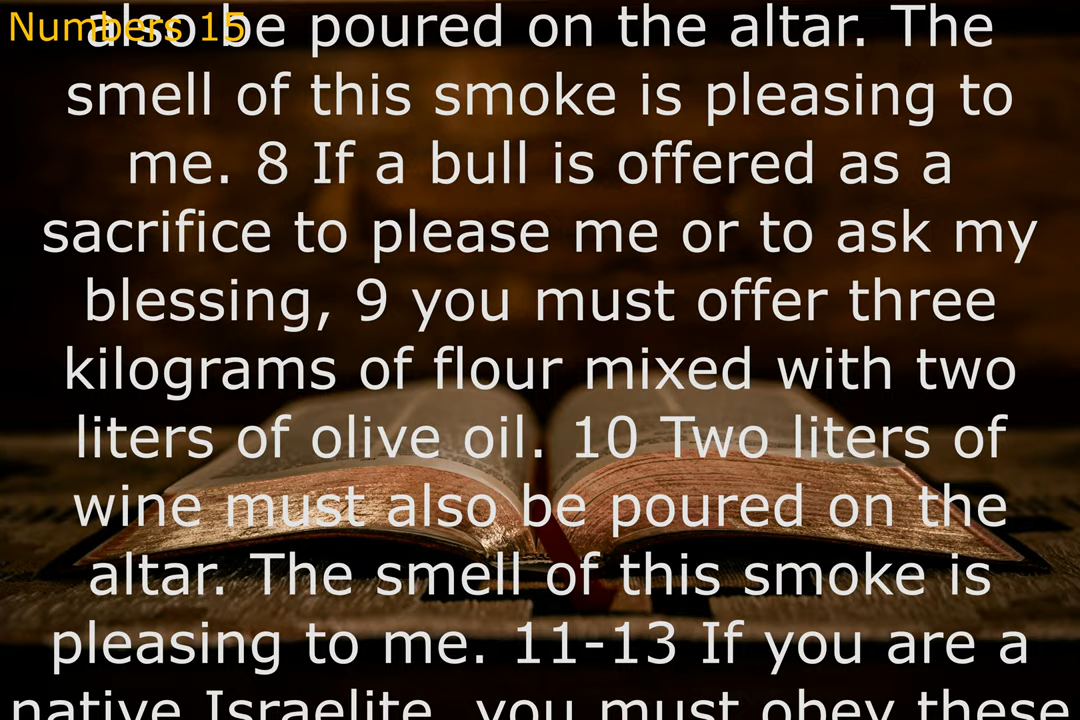 Numbers 15
also be poured on the altar. The
smell of this smoke is pleasing to
me. 8 If a bull is offered as a
sacrifice to please me or to ask my
blessing, 9 you must offer three
kilograms of flour mixed with two
liters of olive oil. 10 Two liters of
wine must also be poured on the
altar. The smell of this smoke is
pleasing to me. 11-13 If you are a
native Israelite, you must obey these